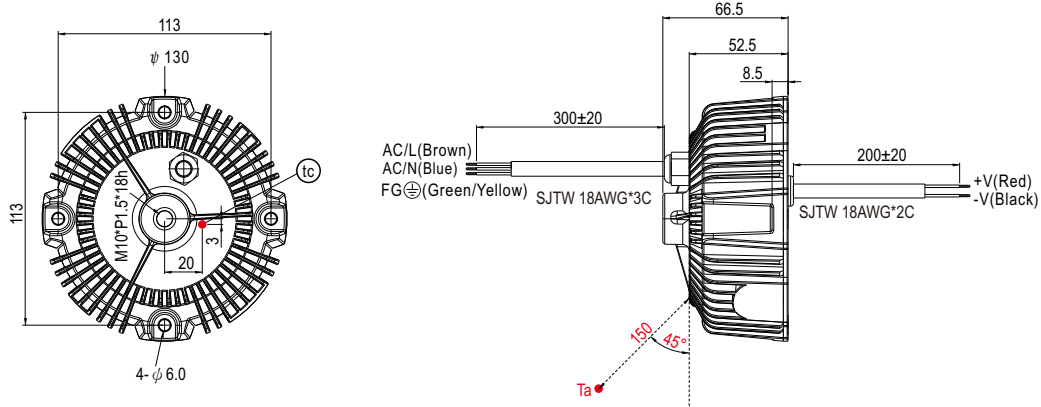 113
ψ 130
113
M10*P1.5*18h
tc
3
20
4- ϕ 6.0
66.5
52.5
8.5
300±20
AC/L(Brown)
AC/N(Blue)
FG⏚(Green/Yellow)
SJTW 18AWG*3C
200±20
+V(Red)
-V(Black)
SJTW 18AWG*2C
150
45°
Ta